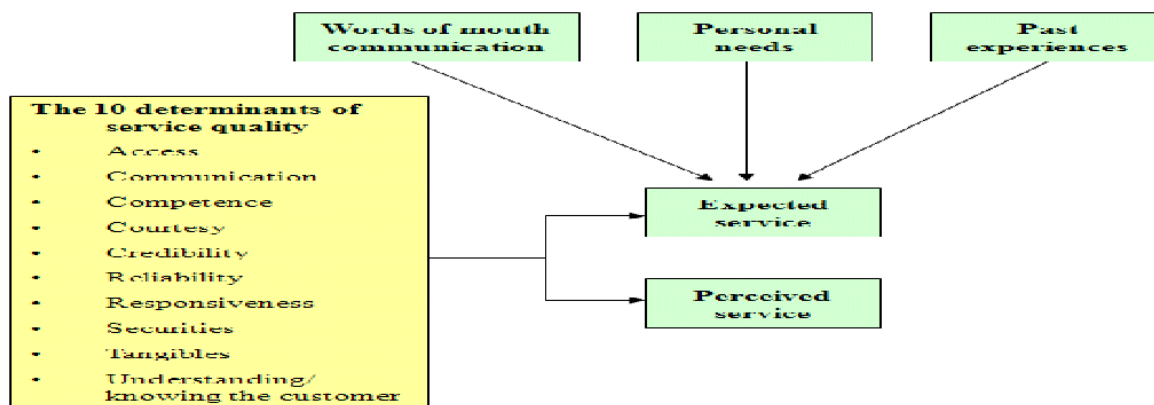 Words of mouth
communication
Personal
needs
Past
experiences
The 10 determinants of
service quality
• Access
• Communication
• Competence
• Courtesy
• Credibility
• Reliability
• Responsiveness
• Securities
• Tangibles
• Understanding/
knowing the customer
Expected
service
Perceived
service